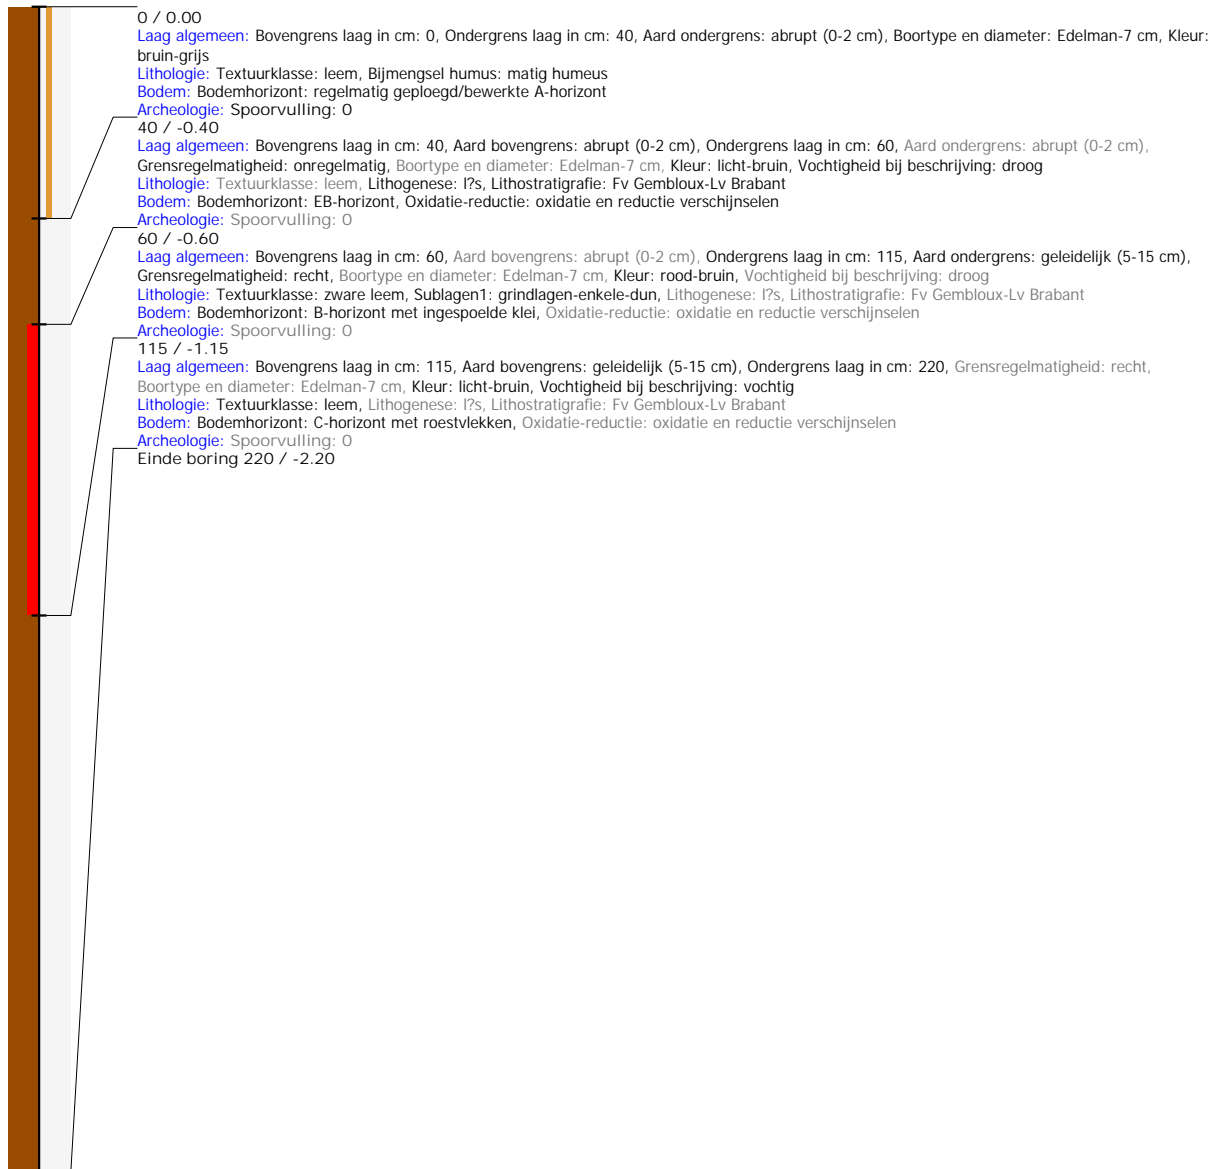 0 / 0.00
Laag algemeen: Bovengrens laag in cm: 0, Ondergrens laag in cm: 40, Aard ondergrens: abrupt (0-2 cm), Boortype en diameter: Edelman-7 cm, Kleur:
bruin-grijs
Lithologie: Textuurklasse: leem, Bijmengsel humus: matig humeus
Bodem: Bodemhorizont: regelmatig geploegd/bewerkte A-horizont
Archeologie: Spoorvulling: 0
40 / -0.40
Laag algemeen: Bovengrens laag in cm: 40, Aard bovengrens: abrupt (0-2 cm), Ondergrens laag in cm: 60, Aard ondergrens: abrupt (0-2 cm),
Grensregelmatigheid: onregelmatig, Boortype en diameter: Edelman-7 cm, Kleur: licht-bruin, Vochtigheid bij beschrijving: droog
Lithologie: Textuurklasse: leem, Lithogenese: l?s, Lithostratigrafie: Fv Gembloux-Lv Brabant
Bodem: Bodemhorizont: EB-horizont, Oxidatie-reductie: oxidatie en reductie verschijnselen
Archeologie: Spoorvulling: 0
60 / -0.60
Laag algemeen: Bovengrens laag in cm: 60, Aard bovengrens: abrupt (0-2 cm), Ondergrens laag in cm: 115, Aard ondergrens: geleidelijk (5-15 cm),
Grensregelmatigheid: recht, Boortype en diameter: Edelman-7 cm, Kleur: rood-bruin, Vochtigheid bij beschrijving: droog
Lithologie: Textuurklasse: zware leem, Sublagen1: grindlagen-enkele-dun, Lithogenese: l?s, Lithostratigrafie: Fv Gembloux-Lv Brabant
Bodem: Bodemhorizont: B-horizont met ingespoelde klei, Oxidatie-reductie: oxidatie en reductie verschijnselen
Archeologie: Spoorvulling: 0
115 / -1.15
Laag algemeen: Bovengrens laag in cm: 115, Aard bovengrens: geleidelijk (5-15 cm), Ondergrens laag in cm: 220, Grensregelmatigheid: recht,
Boortype en diameter: Edelman-7 cm, Kleur: licht-bruin, Vochtigheid bij beschrijving: vochtig
Lithologie: Textuurklasse: leem, Lithogenese: l?s, Lithostratigrafie: Fv Gembloux-Lv Brabant
Bodem: Bodemhorizont: C-horizont met roestvlekken, Oxidatie-reductie: oxidatie en reductie verschijnselen
Archeologie: Spoorvulling: 0
Einde boring 220 / -2.20